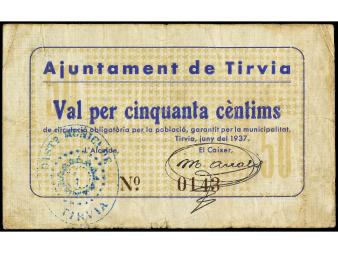 Ajuntament de Tirvia
Val per cinquanta cèntims
de circulació obligatòria per la població, garantit per la municipalitat.
Tirvia, juny del 1937.
L'Alcalde, El Caixer,
Nº 0143
TIRVIA